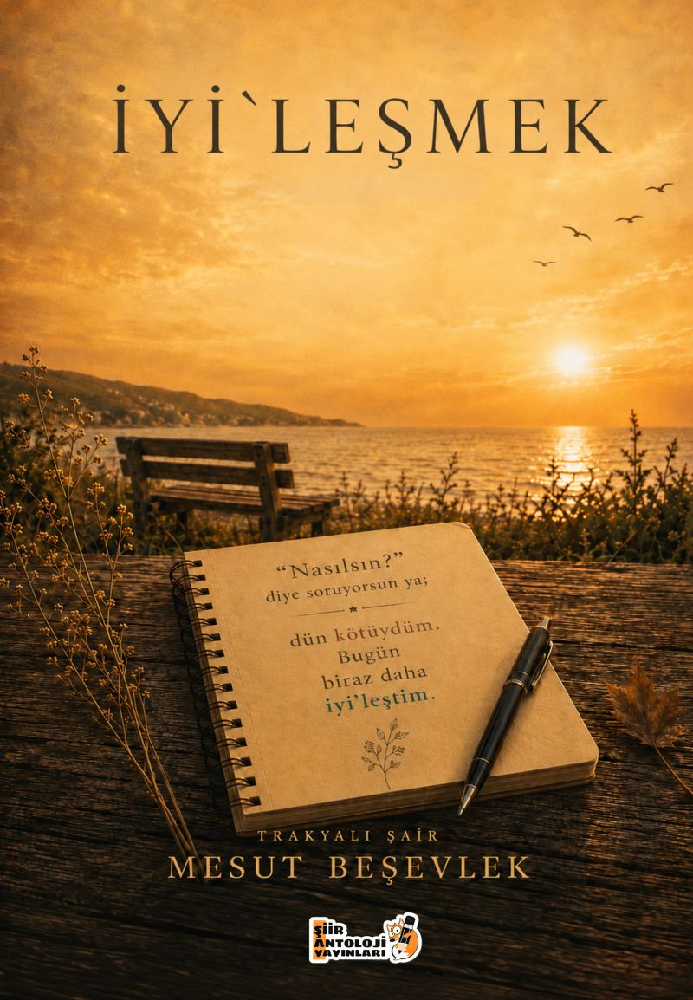 İYİ`LEŞMEK
“Nasılsın?”
diye soruyorsun ya;
dün kötüydüm.
Bugün
biraz daha
iyi’leştim.
TRAKYALI ŞAİR
MESUT BEŞEVLEK
ŞİİR
ANTOLOJİ
YAYINLARI